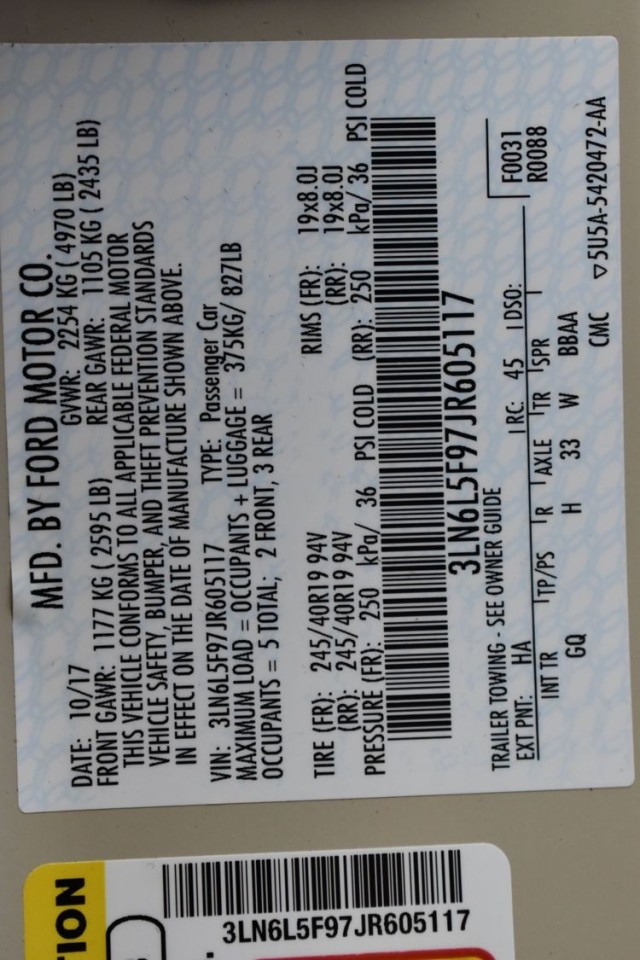 MFD. BY FORD MOTOR CO.
DATE: 10/17 GVWR: 2254 KG ( 4970 LB)
FRONT GAWR: 1177 KG ( 2595 LB) REAR GAWR: 1105 KG ( 2435 LB)
THIS VEHICLE CONFORMS TO ALL APPLICABLE FEDERAL MOTOR
VEHICLE SAFETY, BUMPER, AND THEFT PREVENTION STANDARDS
IN EFFECT ON THE DATE OF MANUFACTURE SHOWN ABOVE.
VIN: 3LN6L5F97JR605117 TYPE: Passenger Car
MAXIMUM LOAD = OCCUPANTS + LUGGAGE = 375KG/ 827LB
OCCUPANTS = 5 TOTAL; 2 FRONT, 3 REAR
TIRE (FR): 245/40R19 94V RIMS (FR): 19x8.0J
(RR): 245/40R19 94V (RR): 19x8.0J
PRESSURE (FR): 250 kPa/ 36 PSI COLD (RR): 250 kPa/ 36 PSI COLD
3LN6L5F97JR605117
TRAILER TOWING - SEE OWNER GUIDE
EXT PNT: HA RC: 45 DSO: F0031
R0088
INT TR TP/PS R AXLE TR SPR
GQ H 33 W BBAA
CMC ▽5U5A-5420472-AA
TION
3LN6L5F97JR605117